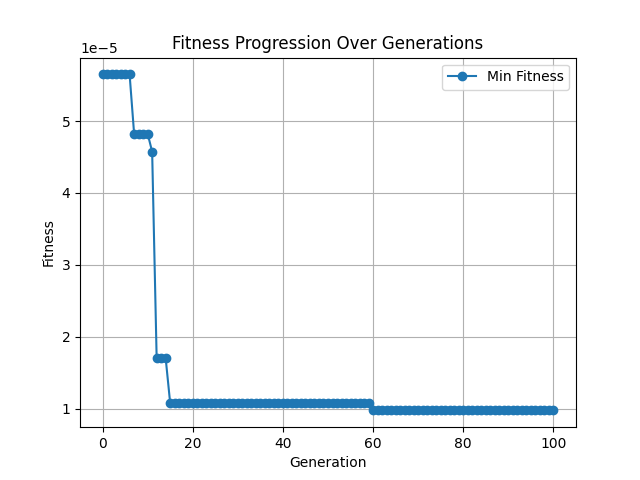 Fitness Progression Over Generations
1e−5
Min Fitness
5
4
3
2
1
Fitness
0 20 40 60 80 100
Generation